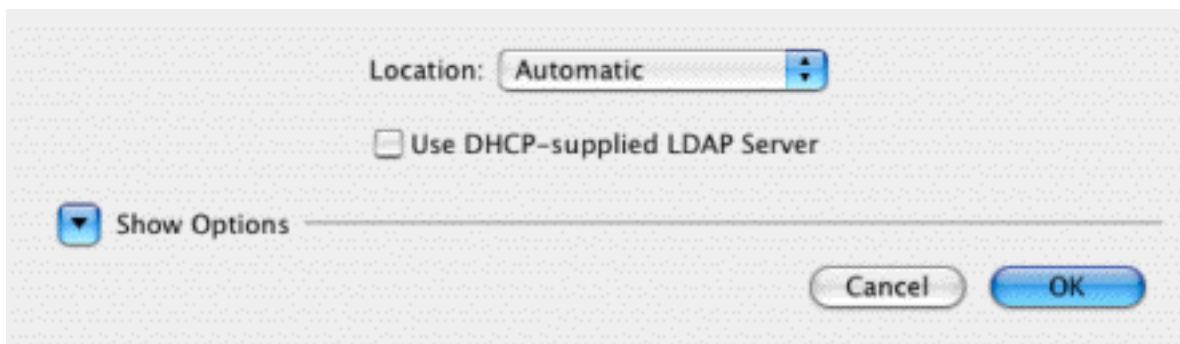 Location: Automatic
Use DHCP-supplied LDAP Server
Show Options
Cancel OK